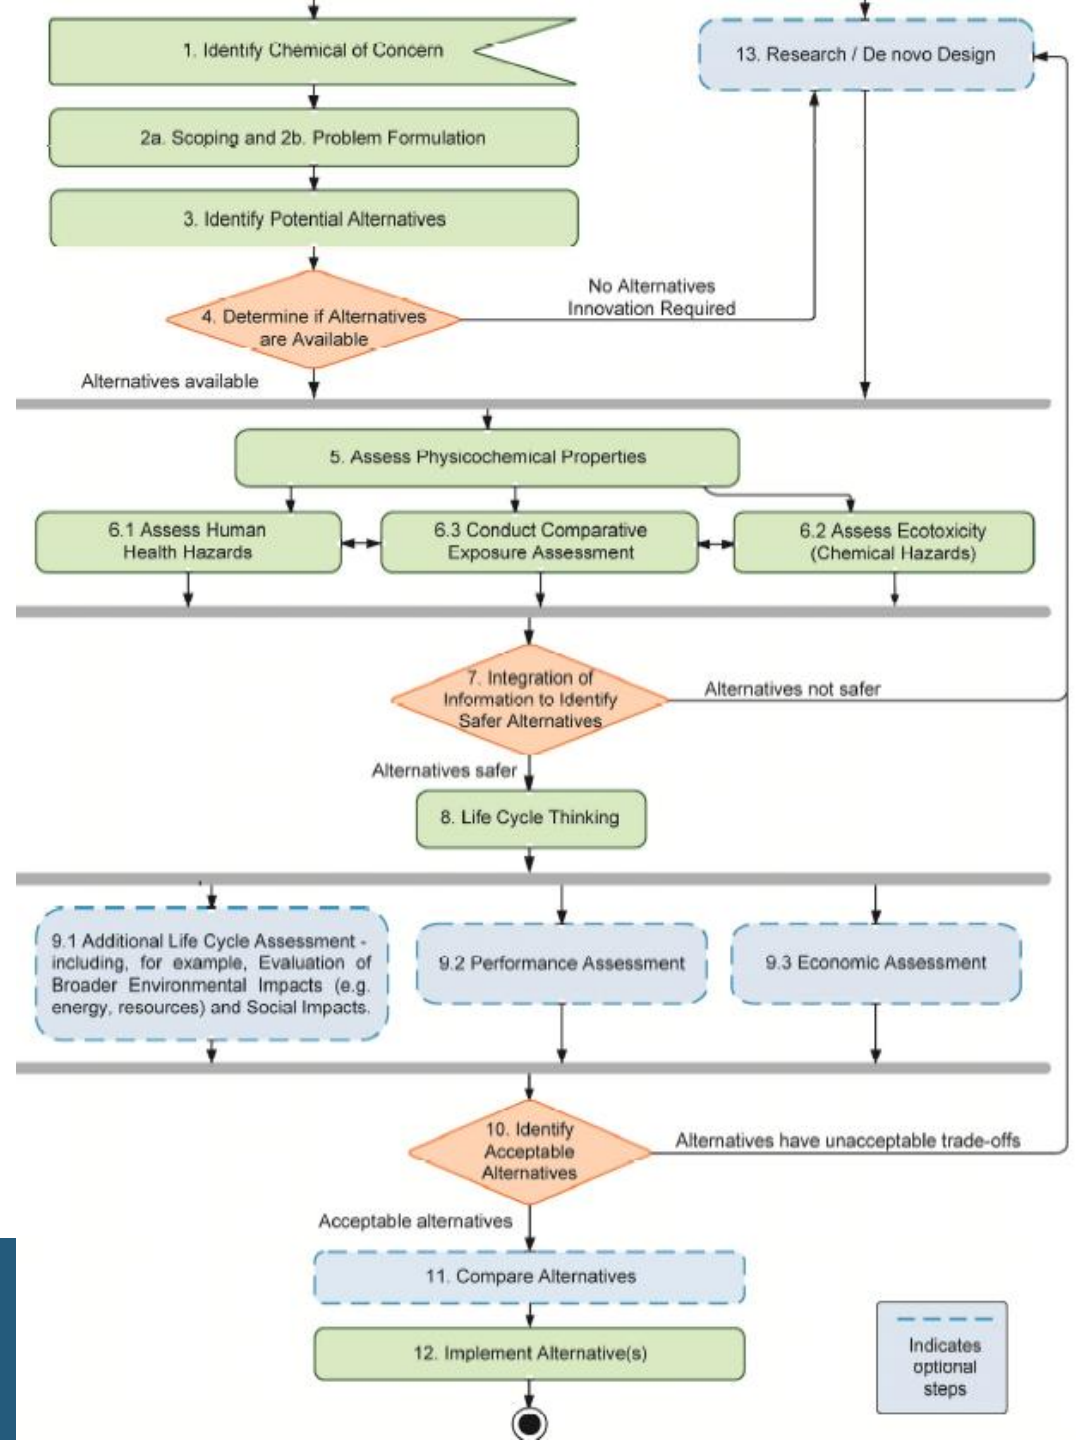 1. Identify Chemical of Concern
13. Research / De novo Design
2a. Scoping and 2b. Problem Formulation
3. Identify Potential Alternatives
No Alternatives
Innovation Required
4. Determine if Alternatives
are Available
Alternatives available
5. Assess Physicochemical Properties
6.1 Assess Human
Health Hazards
6.3 Conduct Comparative
Exposure Assessment
6.2 Assess Ecotoxicity
(Chemical Hazards)
7. Integration of
Information to Identify
Safer Alternatives
Alternatives not safer
Alternatives safer
8. Life Cycle Thinking
9.1 Additional Life Cycle Assessment -
including, for example, Evaluation of
Broader Environmental Impacts (e.g.
energy, resources) and Social Impacts.
9.2 Performance Assessment
9.3 Economic Assessment
10. Identify
Acceptable
Alternatives
Alternatives have unacceptable trade-offs
Acceptable alternatives
11. Compare Alternatives
12. Implement Alternative(s)
Indicates
optional
steps